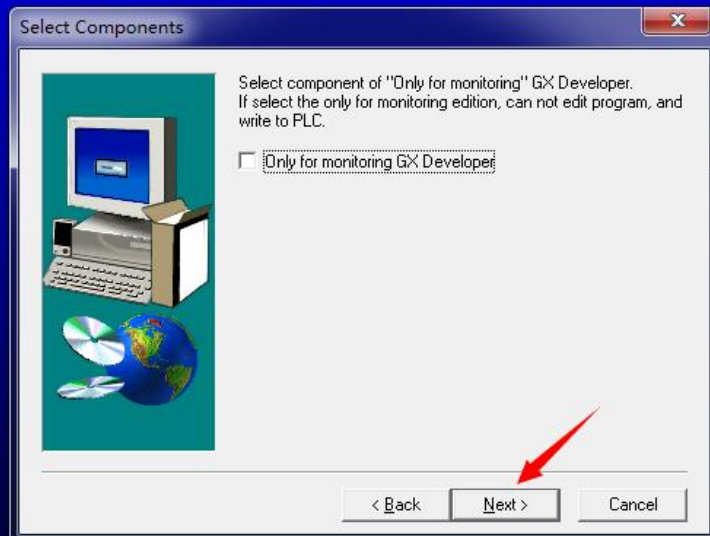 Select Components
Select component of "Only for monitoring" GX Developer.
If select the only for monitoring edition, can not edit program, and
write to PLC.
Only for monitoring GX Developer
< Back
Next >
Cancel